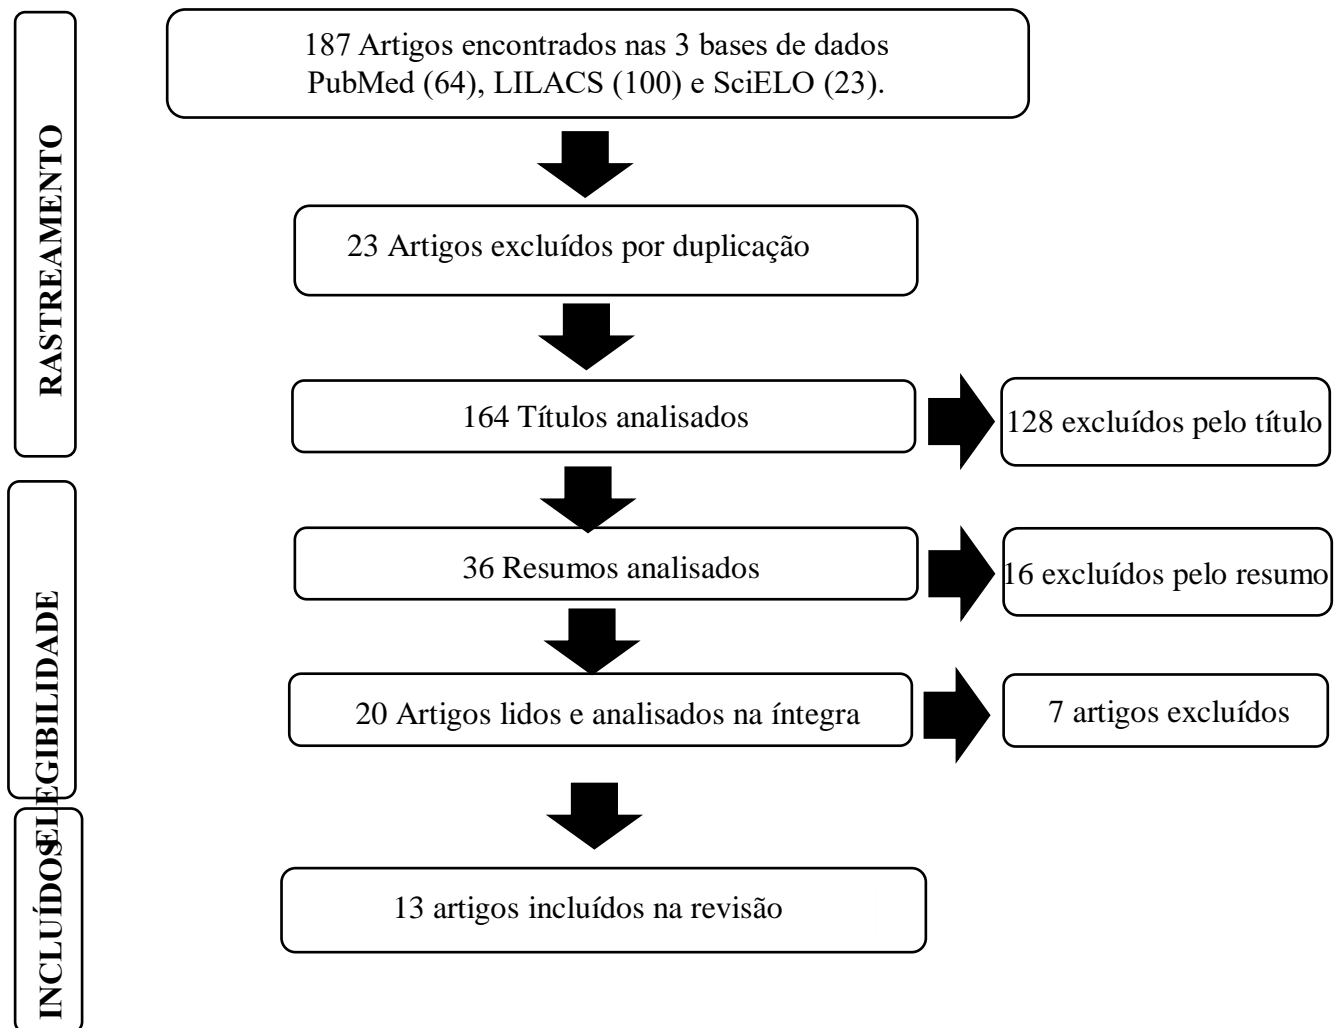 RASTREAMENTO
187 Artigos encontrados nas 3 bases de dados
PubMed (64), LILACS (100) e SciELO (23).
23 Artigos excluídos por duplicação
164 Títulos analisados
128 excluídos pelo título
ELEGIBILIDADE
36 Resumos analisados
16 excluídos pelo resumo
20 Artigos lidos e analisados na íntegra
7 artigos excluídos
INCLUÍDOS
13 artigos incluídos na revisão